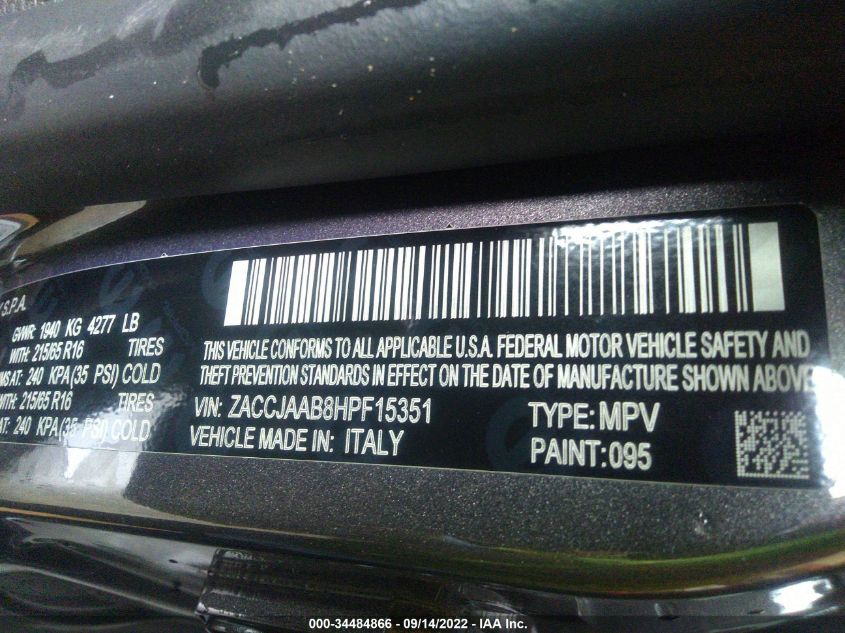 S.P.A.
GVWR: 1940 KG 4277 LB
WITH: 215/65 R16 TIRES
AT: 240 KPA(35 PSI) COLD
215/65 R16 TIRES
AT: 240 KPA(35 PSI) COLD
THIS VEHICLE CONFORMS TO ALL APPLICABLE U.S.A. FEDERAL MOTOR VEHICLE SAFETY AND
THEFT PREVENTION STANDARDS IN EFFECT ON THE DATE OF MANUFACTURE SHOWN ABOVE
VIN: ZACCJAAB8HPF15351
VEHICLE MADE IN: ITALY
TYPE: MPV
PAINT: 095
000-34484866 - 09/14/2022 - IAA Inc.